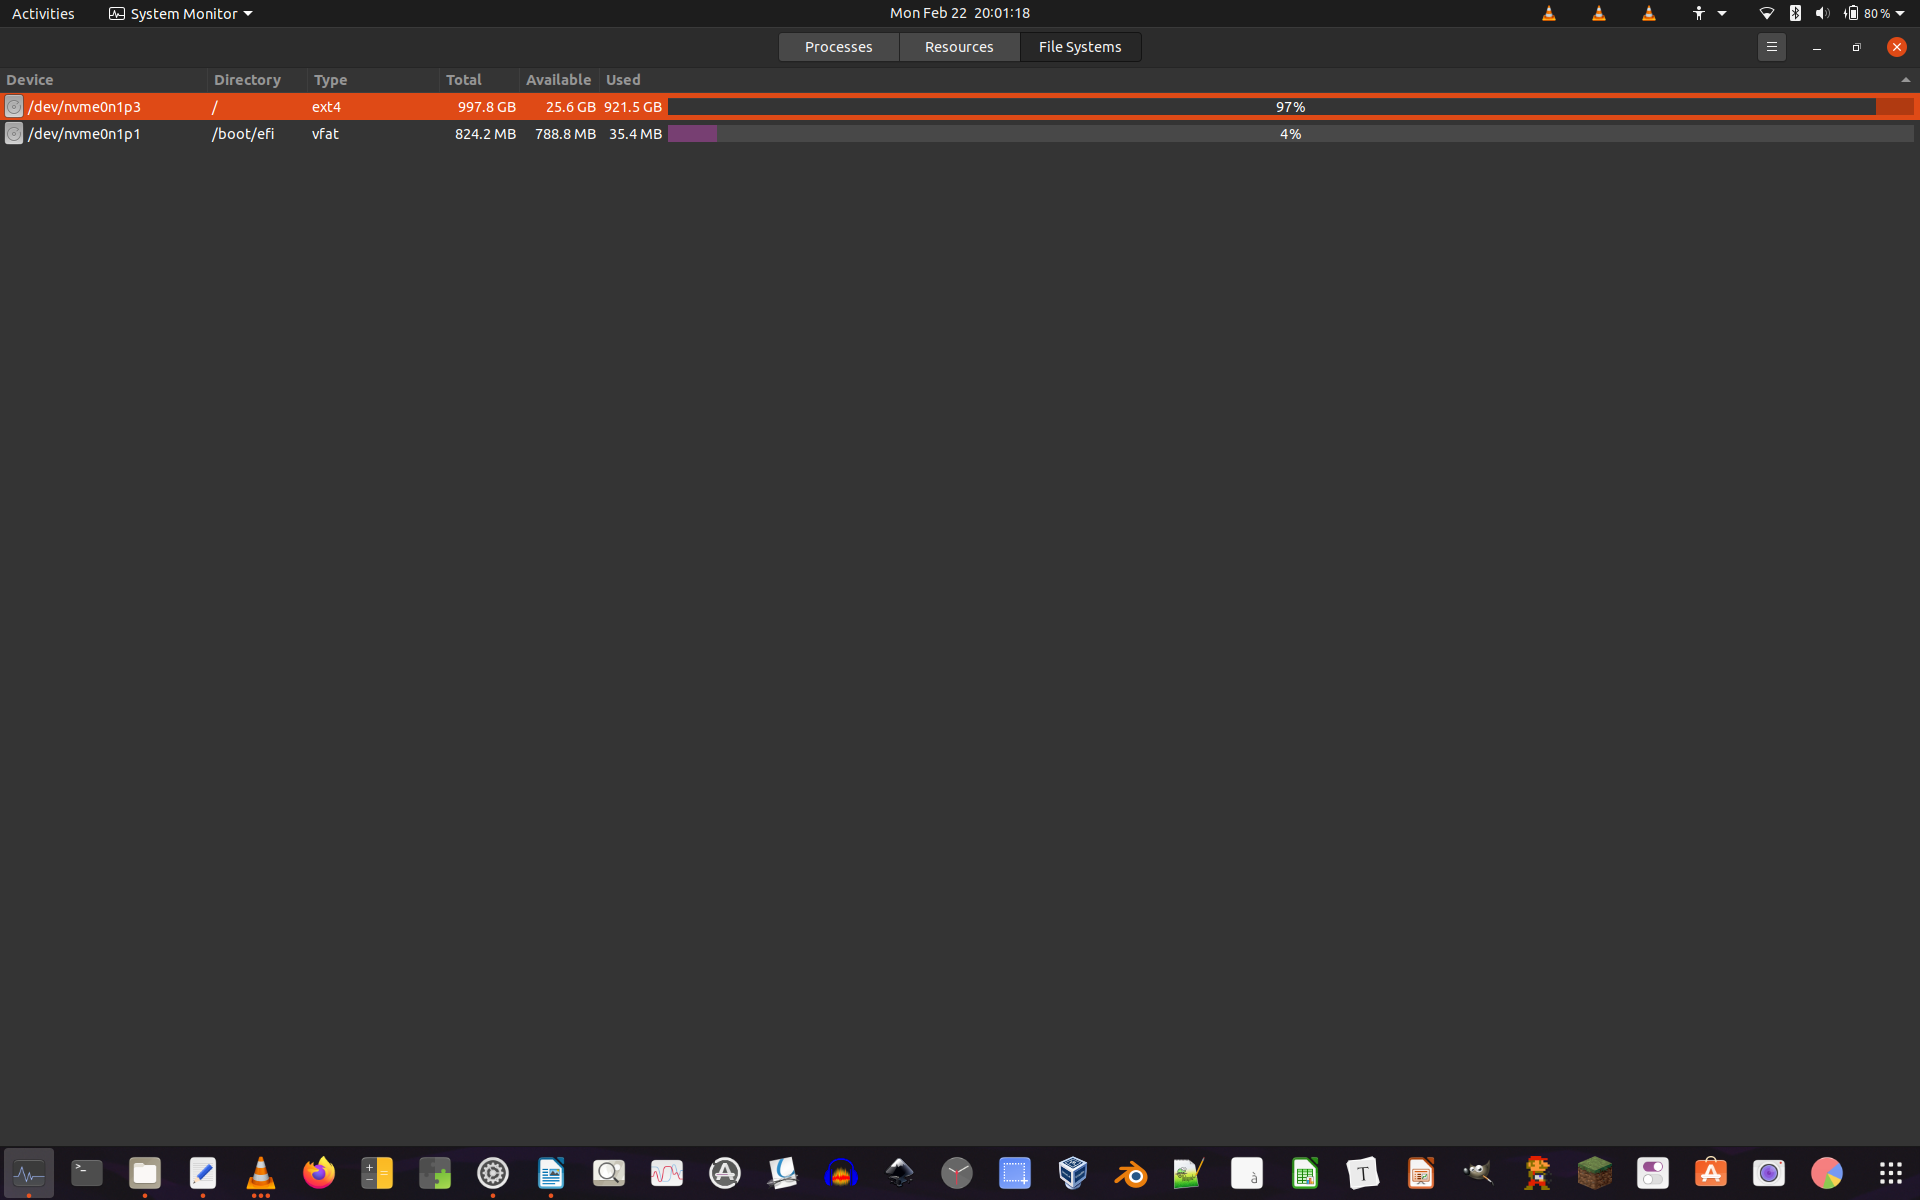 Activities System Monitor Mon Feb 22 20:01:18 80 %
Processes Resources File Systems
Device Directory Type Total Available Used
/dev/nvme0n1p3 / ext4 997.8 GB 25.6 GB 921.5 GB 97%
/dev/nvme0n1p1 /boot/efi vfat 824.2 MB 788.8 MB 35.4 MB 4%